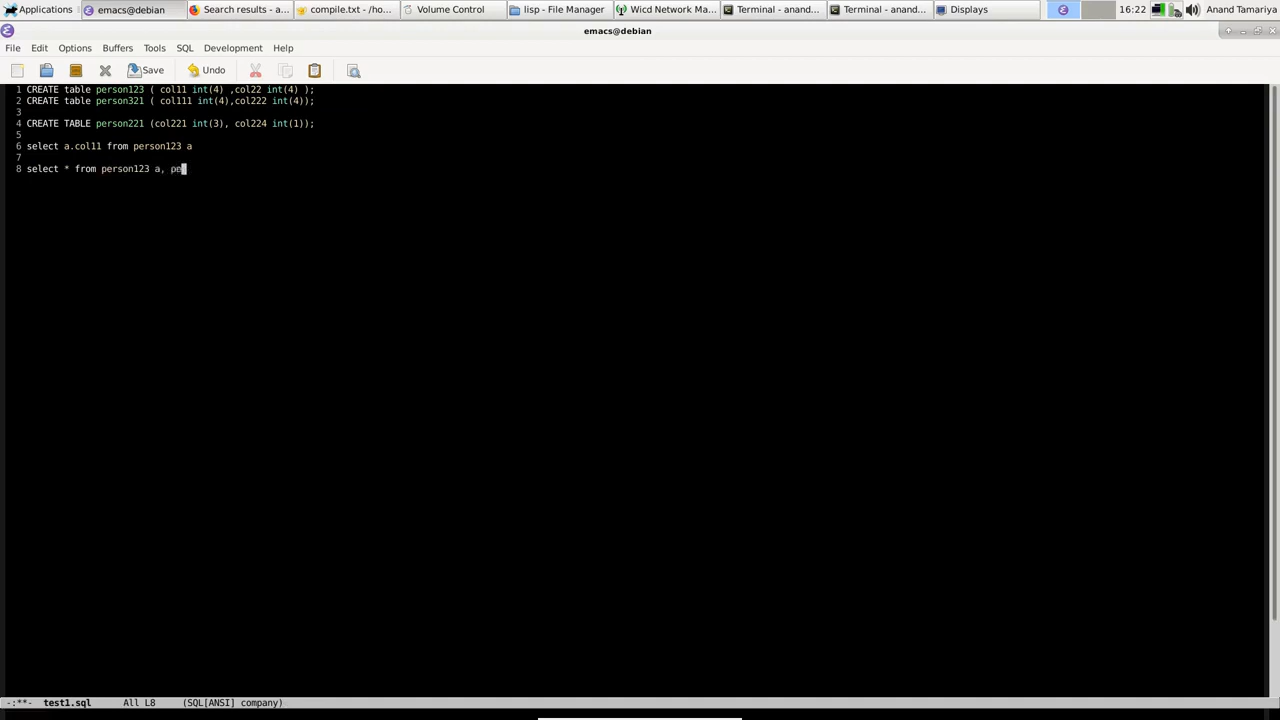 Applications emacs@debian Search results - a... compile.txt - /ho... Volume Control lisp - File Manager Wicd Network Ma... Terminal - anand... Terminal - anand... Displays 16:22 Anand Tamariya
emacs@debian
File Edit Options Buffers Tools SQL Development Help
Save Undo
1 CREATE table person123 ( col11 int(4) ,col22 int(4) );
2 CREATE table person321 ( col111 int(4),col222 int(4));
3
4 CREATE TABLE person221 (col221 int(3), col224 int(1));
5
6 select a.col11 from person123 a
7
8 select * from person123 a, pe
-:**- test1.sql All L8 (SQL[ANSI] company)